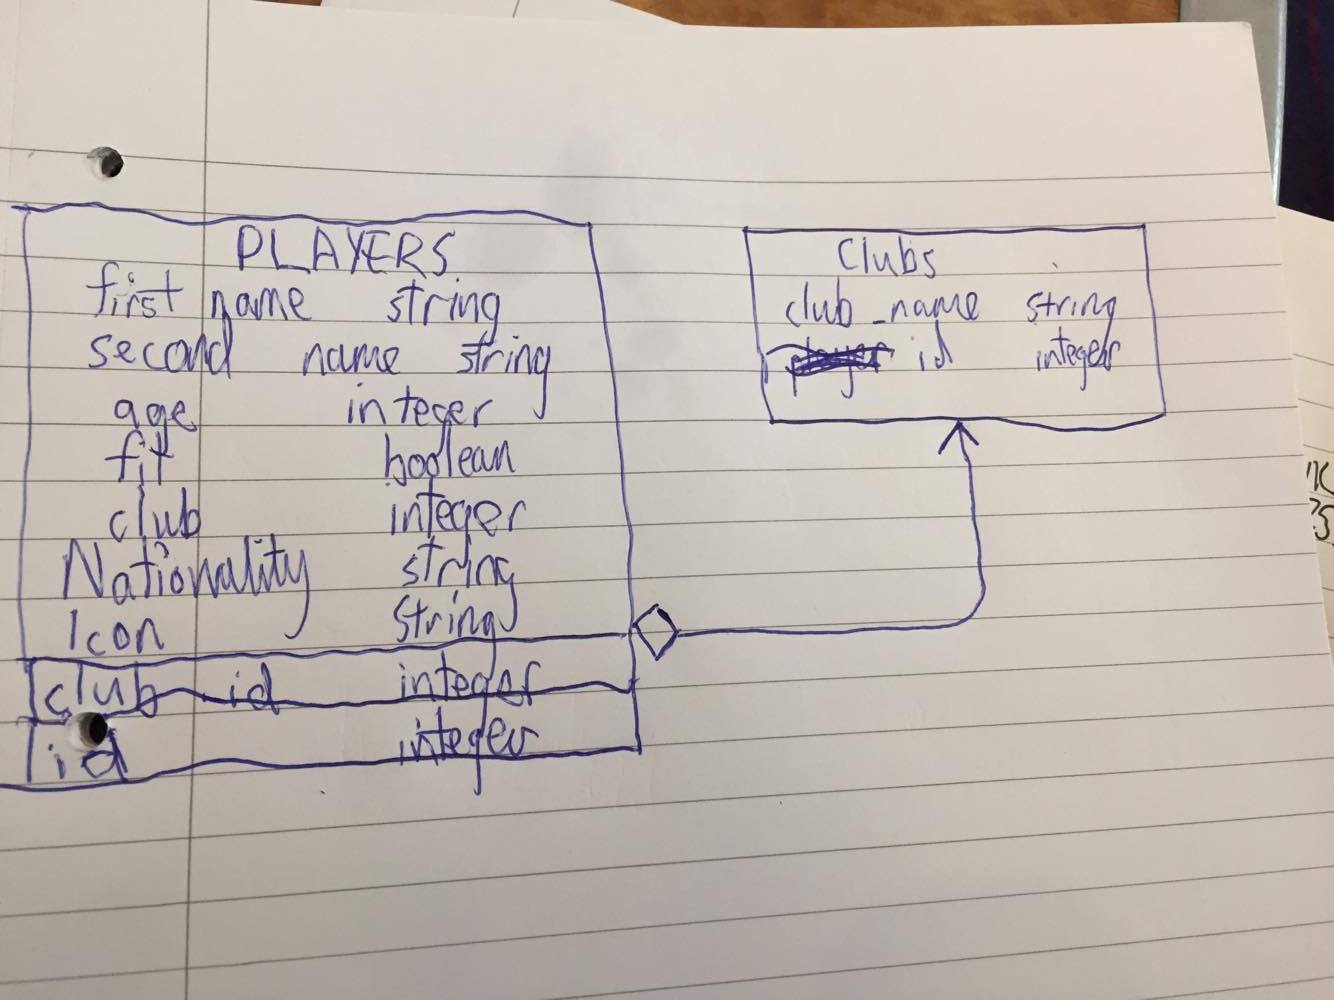 PLAYERS
first name string
second name string
age integer
fit boolean
club integer
Nationality string
Icon string
club id integer
id integer
Clubs
club_name string
id integer